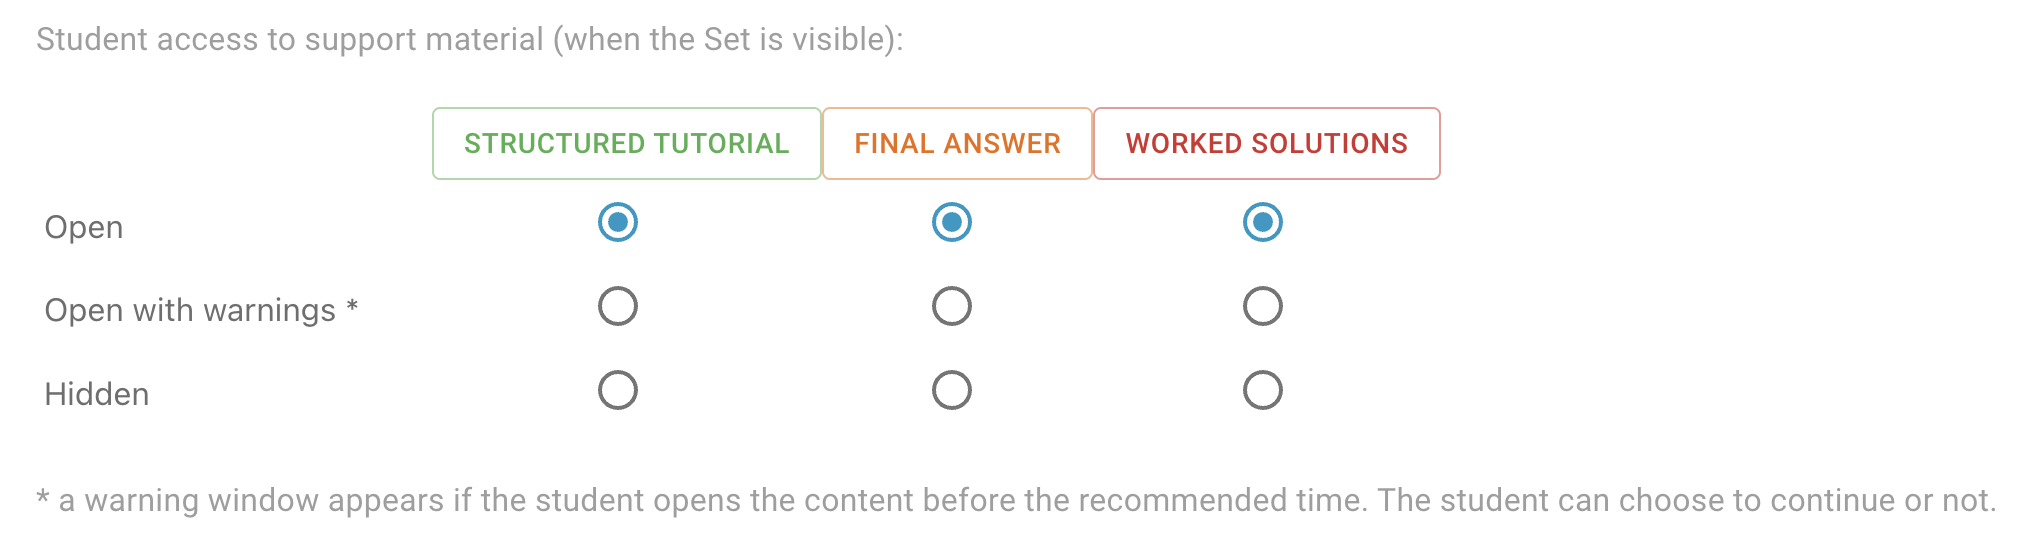 Student access to support material (when the Set is visible):
STRUCTURED TUTORIAL FINAL ANSWER WORKED SOLUTIONS
Open
Open with warnings *
Hidden
* a warning window appears if the student opens the content before the recommended time. The student can choose to continue or not.